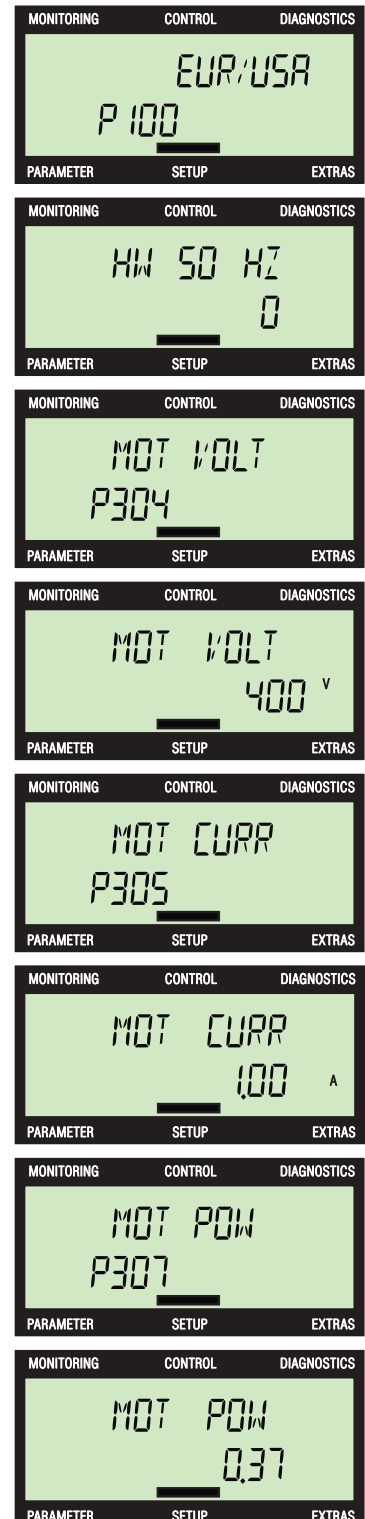 MONITORING CONTROL DIAGNOSTICS
EUR/USA
P100
PARAMETER SETUP EXTRAS
MONITORING CONTROL DIAGNOSTICS
HW 50 HZ
0
PARAMETER SETUP EXTRAS
MONITORING CONTROL DIAGNOSTICS
MOT VOLT
P304
PARAMETER SETUP EXTRAS
MONITORING CONTROL DIAGNOSTICS
MOT VOLT
400 V
PARAMETER SETUP EXTRAS
MONITORING CONTROL DIAGNOSTICS
MOT CURR
P305
PARAMETER SETUP EXTRAS
MONITORING CONTROL DIAGNOSTICS
MOT CURR
1.00 A
PARAMETER SETUP EXTRAS
MONITORING CONTROL DIAGNOSTICS
MOT POW
P307
PARAMETER SETUP EXTRAS
MONITORING CONTROL DIAGNOSTICS
MOT POW
0.37
PARAMETER SETUP EXTRAS